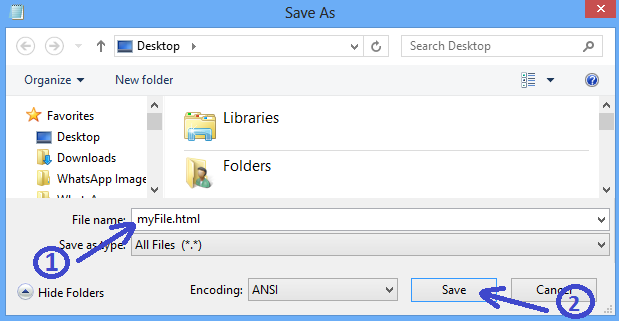 Save As
Desktop
Search Desktop
Organize
New folder
Favorites
Desktop
Downloads
WhatsApp Image
Libraries
Folders
File name: myFile.html
Save as type: All Files (*.*)
1
Hide Folders
Encoding: ANSI
Save
Cancel
2